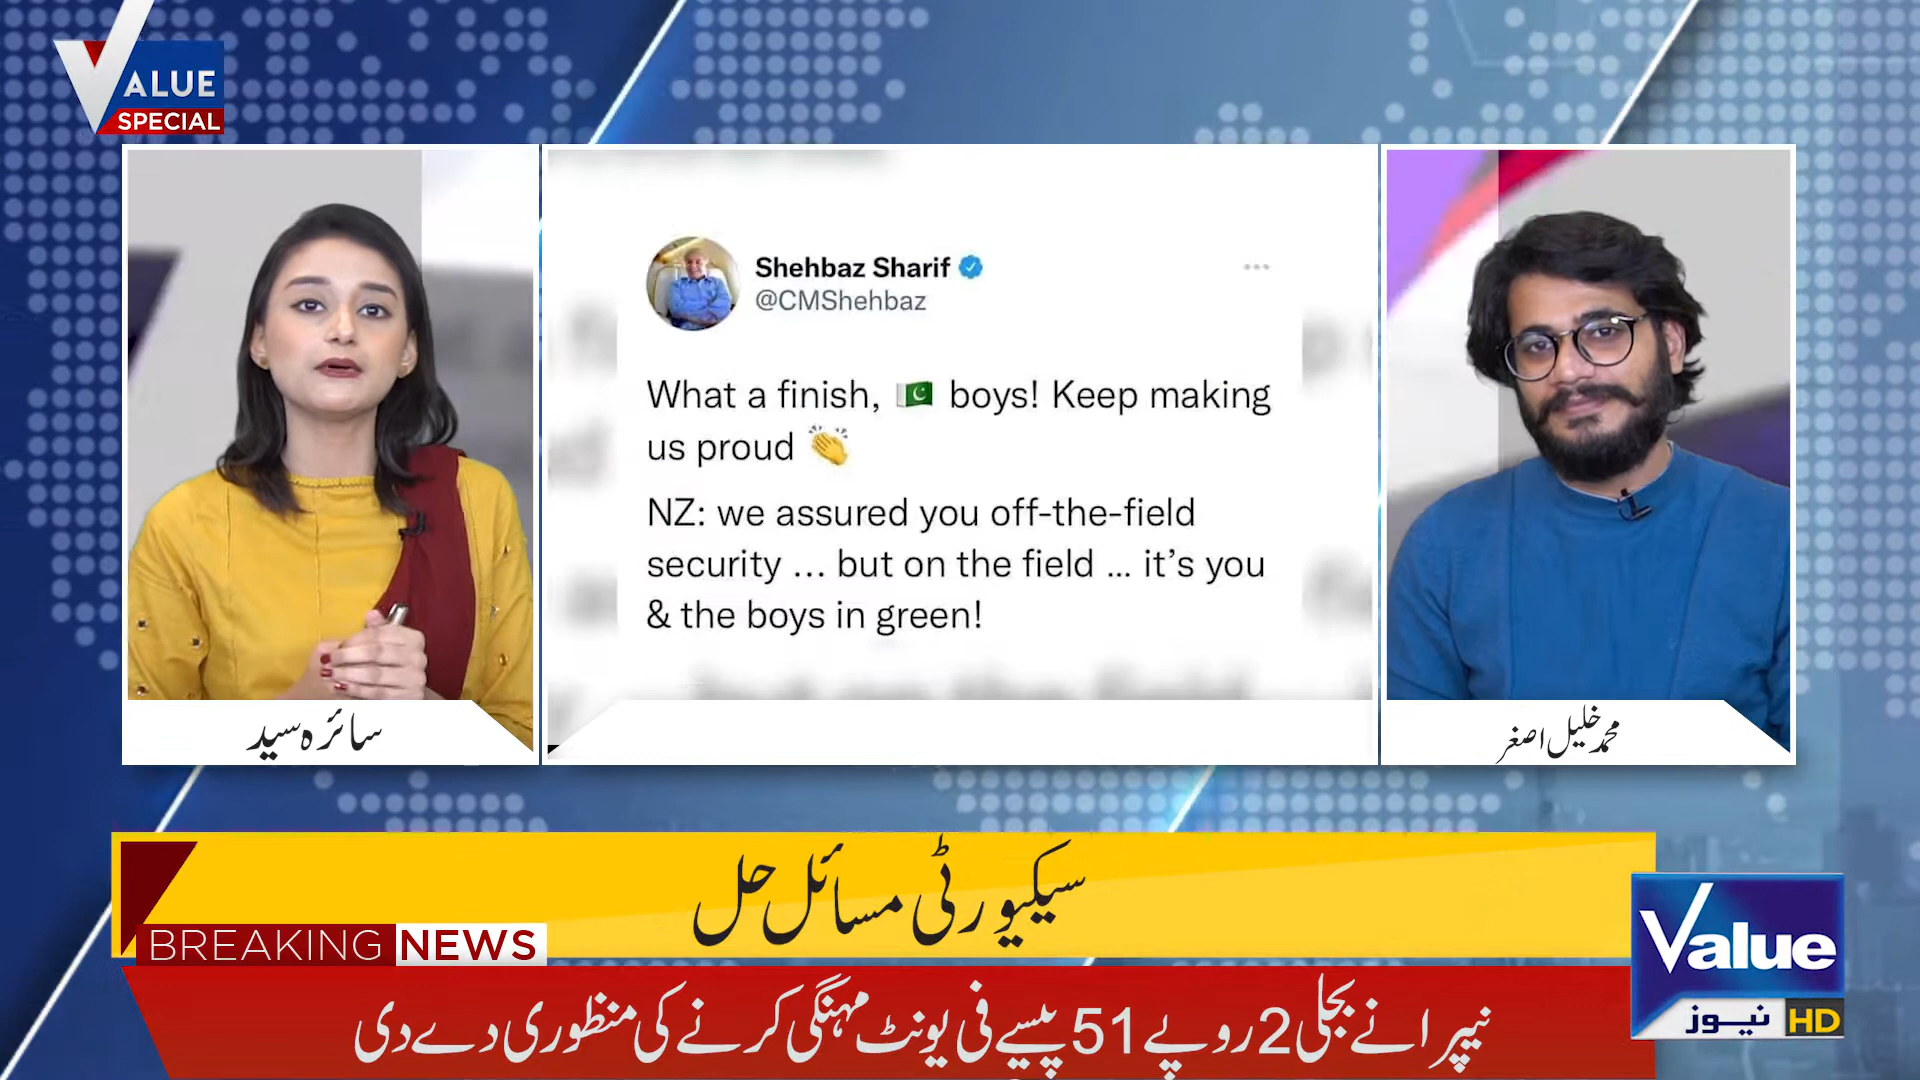 VALUE
SPECIAL
Shehbaz Sharif
@CMShehbaz
What a finish, 🇵🇰 boys! Keep making
us proud 👏
NZ: we assured you off-the-field
security ... but on the field ... it’s you
& the boys in green!
سائرہ سید
محمد خلیل اصغر
سیکیورٹی مسائل حل
BREAKING NEWS
نیپرا نے بجلی 2 روپے 51 پیسے فی یونٹ مہنگی کرنے کی منظوری دے دی
Value
نیوز HD